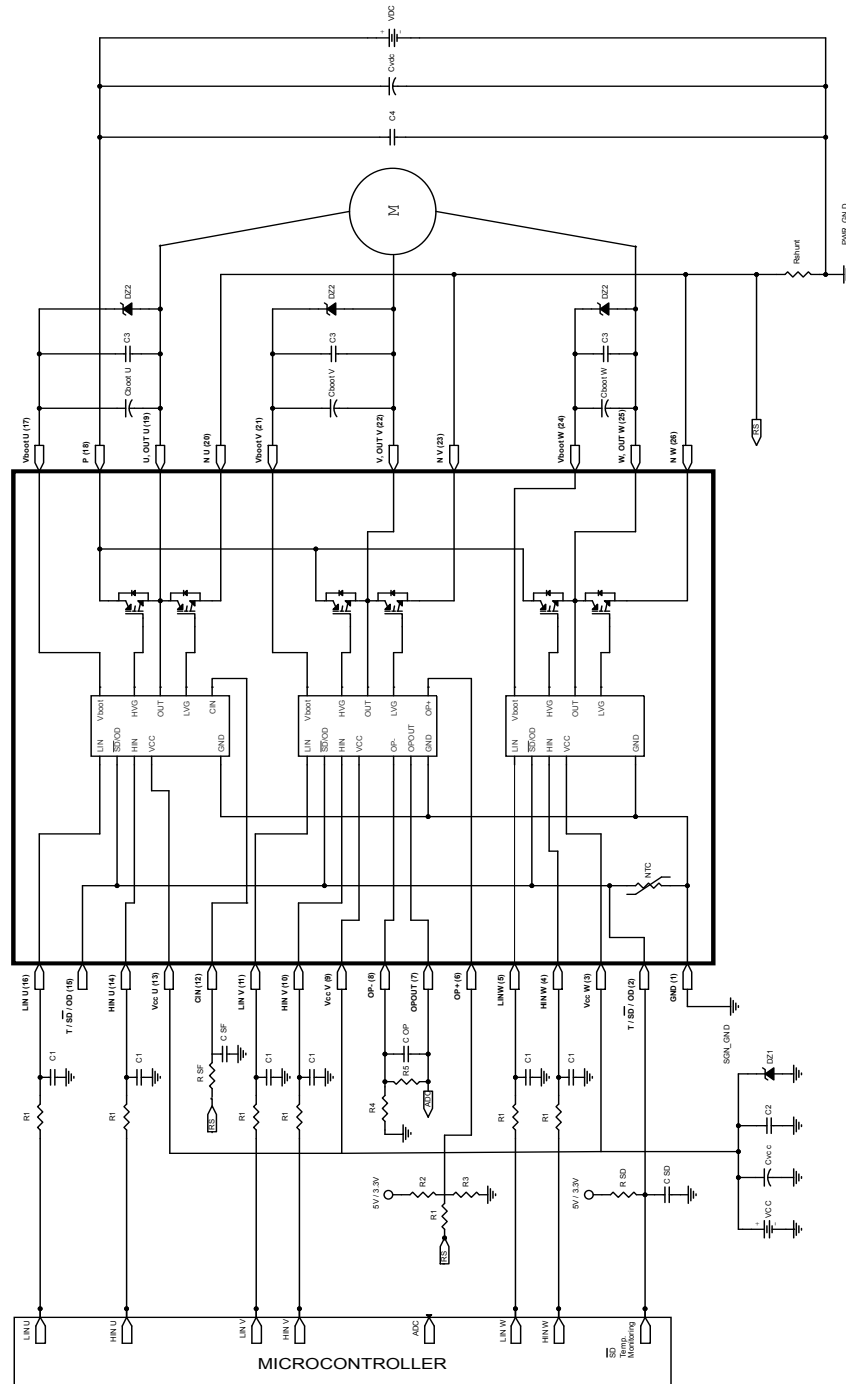 VDC
+
-
Cvdc
C4
M
PWR_GND
Rshunt
DZ2
DZ2
DZ2
C3
C3
C3
Cboot U
Cboot V
Cboot W
RS
Vboot U (17)
P (18)
U, OUT U (19)
N U (20)
Vboot V (21)
V, OUT V (22)
N V (23)
Vboot W (24)
W, OUT W (25)
N W (26)
Vboot
HVG
OUT
LVG
CIN
LIN
SD/OD
HIN
VCC
GND
Vboot
HVG
OUT
LVG
OP+
LIN
SD/OD
HIN
VCC
OP-
OPOUT
GND
Vboot
HVG
OUT
LVG
LIN
SD/OD
HIN
VCC
GND
NTC
LIN U (16)
T / SD / OD (15)
HIN U (14)
Vcc U (13)
CIN (12)
LIN V (11)
HIN V (10)
Vcc V (9)
OP- (8)
OPOUT (7)
OP+ (6)
LIN W (5)
HIN W (4)
Vcc W (3)
T / SD / OD (2)
GND (1)
SGN_GND
C1
C1
C SF
C1
C1
C OP
C1
C1
DZ1
R1
R1
R SF
RS
R1
R1
R4
R5
ADC
R1
R1
C2
5V / 3.3V
R2
R3
R1
RS
5V / 3.3V
R SD
C SD
Cvcc
VCC
+
-
LIN U
HIN U
LIN V
HIN V
ADC
LIN W
HIN W
SD
Temp.
Monitoring
MICROCONTROLLER